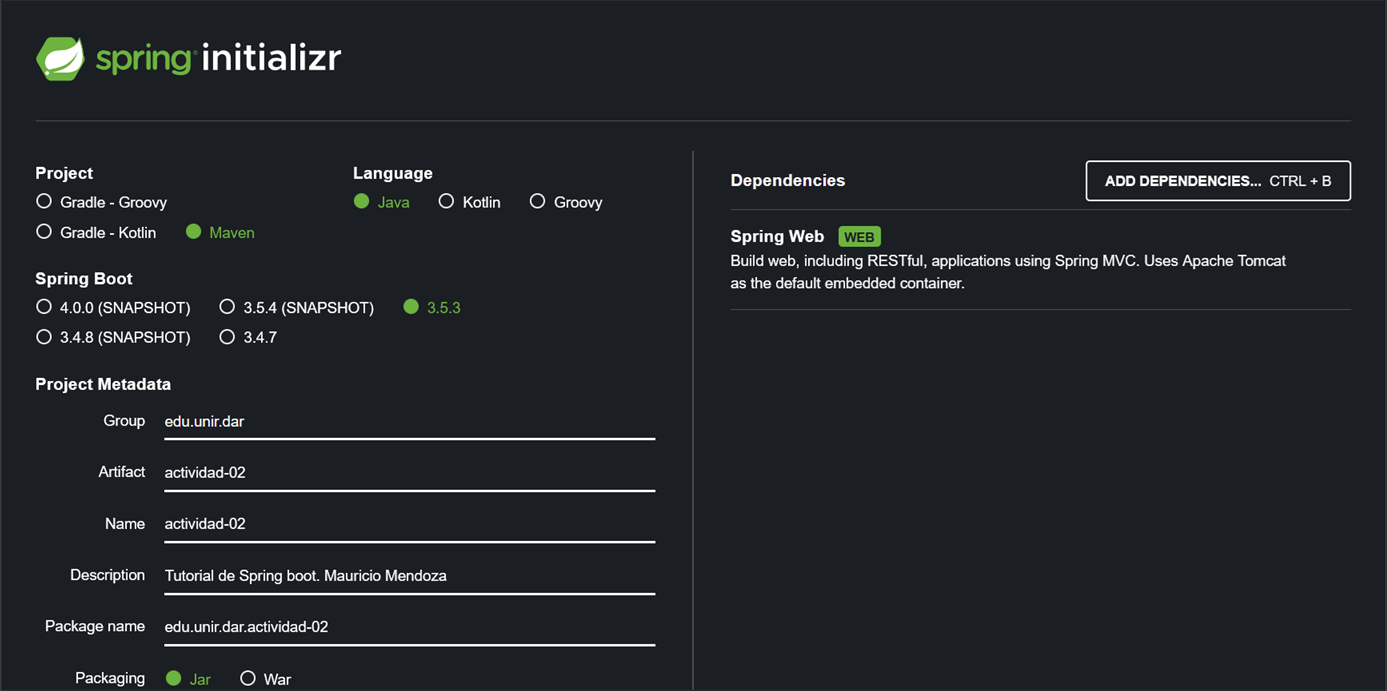 spring initializr
Project
Gradle - Groovy
Gradle - Kotlin Maven
Language
Java Kotlin Groovy
Spring Boot
4.0.0 (SNAPSHOT) 3.5.4 (SNAPSHOT) 3.5.3
3.4.8 (SNAPSHOT) 3.4.7
Project Metadata
Group edu.unir.dar
Artifact actividad-02
Name actividad-02
Description Tutorial de Spring boot. Mauricio Mendoza
Package name edu.unir.dar.actividad-02
Packaging Jar War
Dependencies ADD DEPENDENCIES... CTRL + B
Spring Web WEB
Build web, including RESTful, applications using Spring MVC. Uses Apache Tomcat
as the default embedded container.